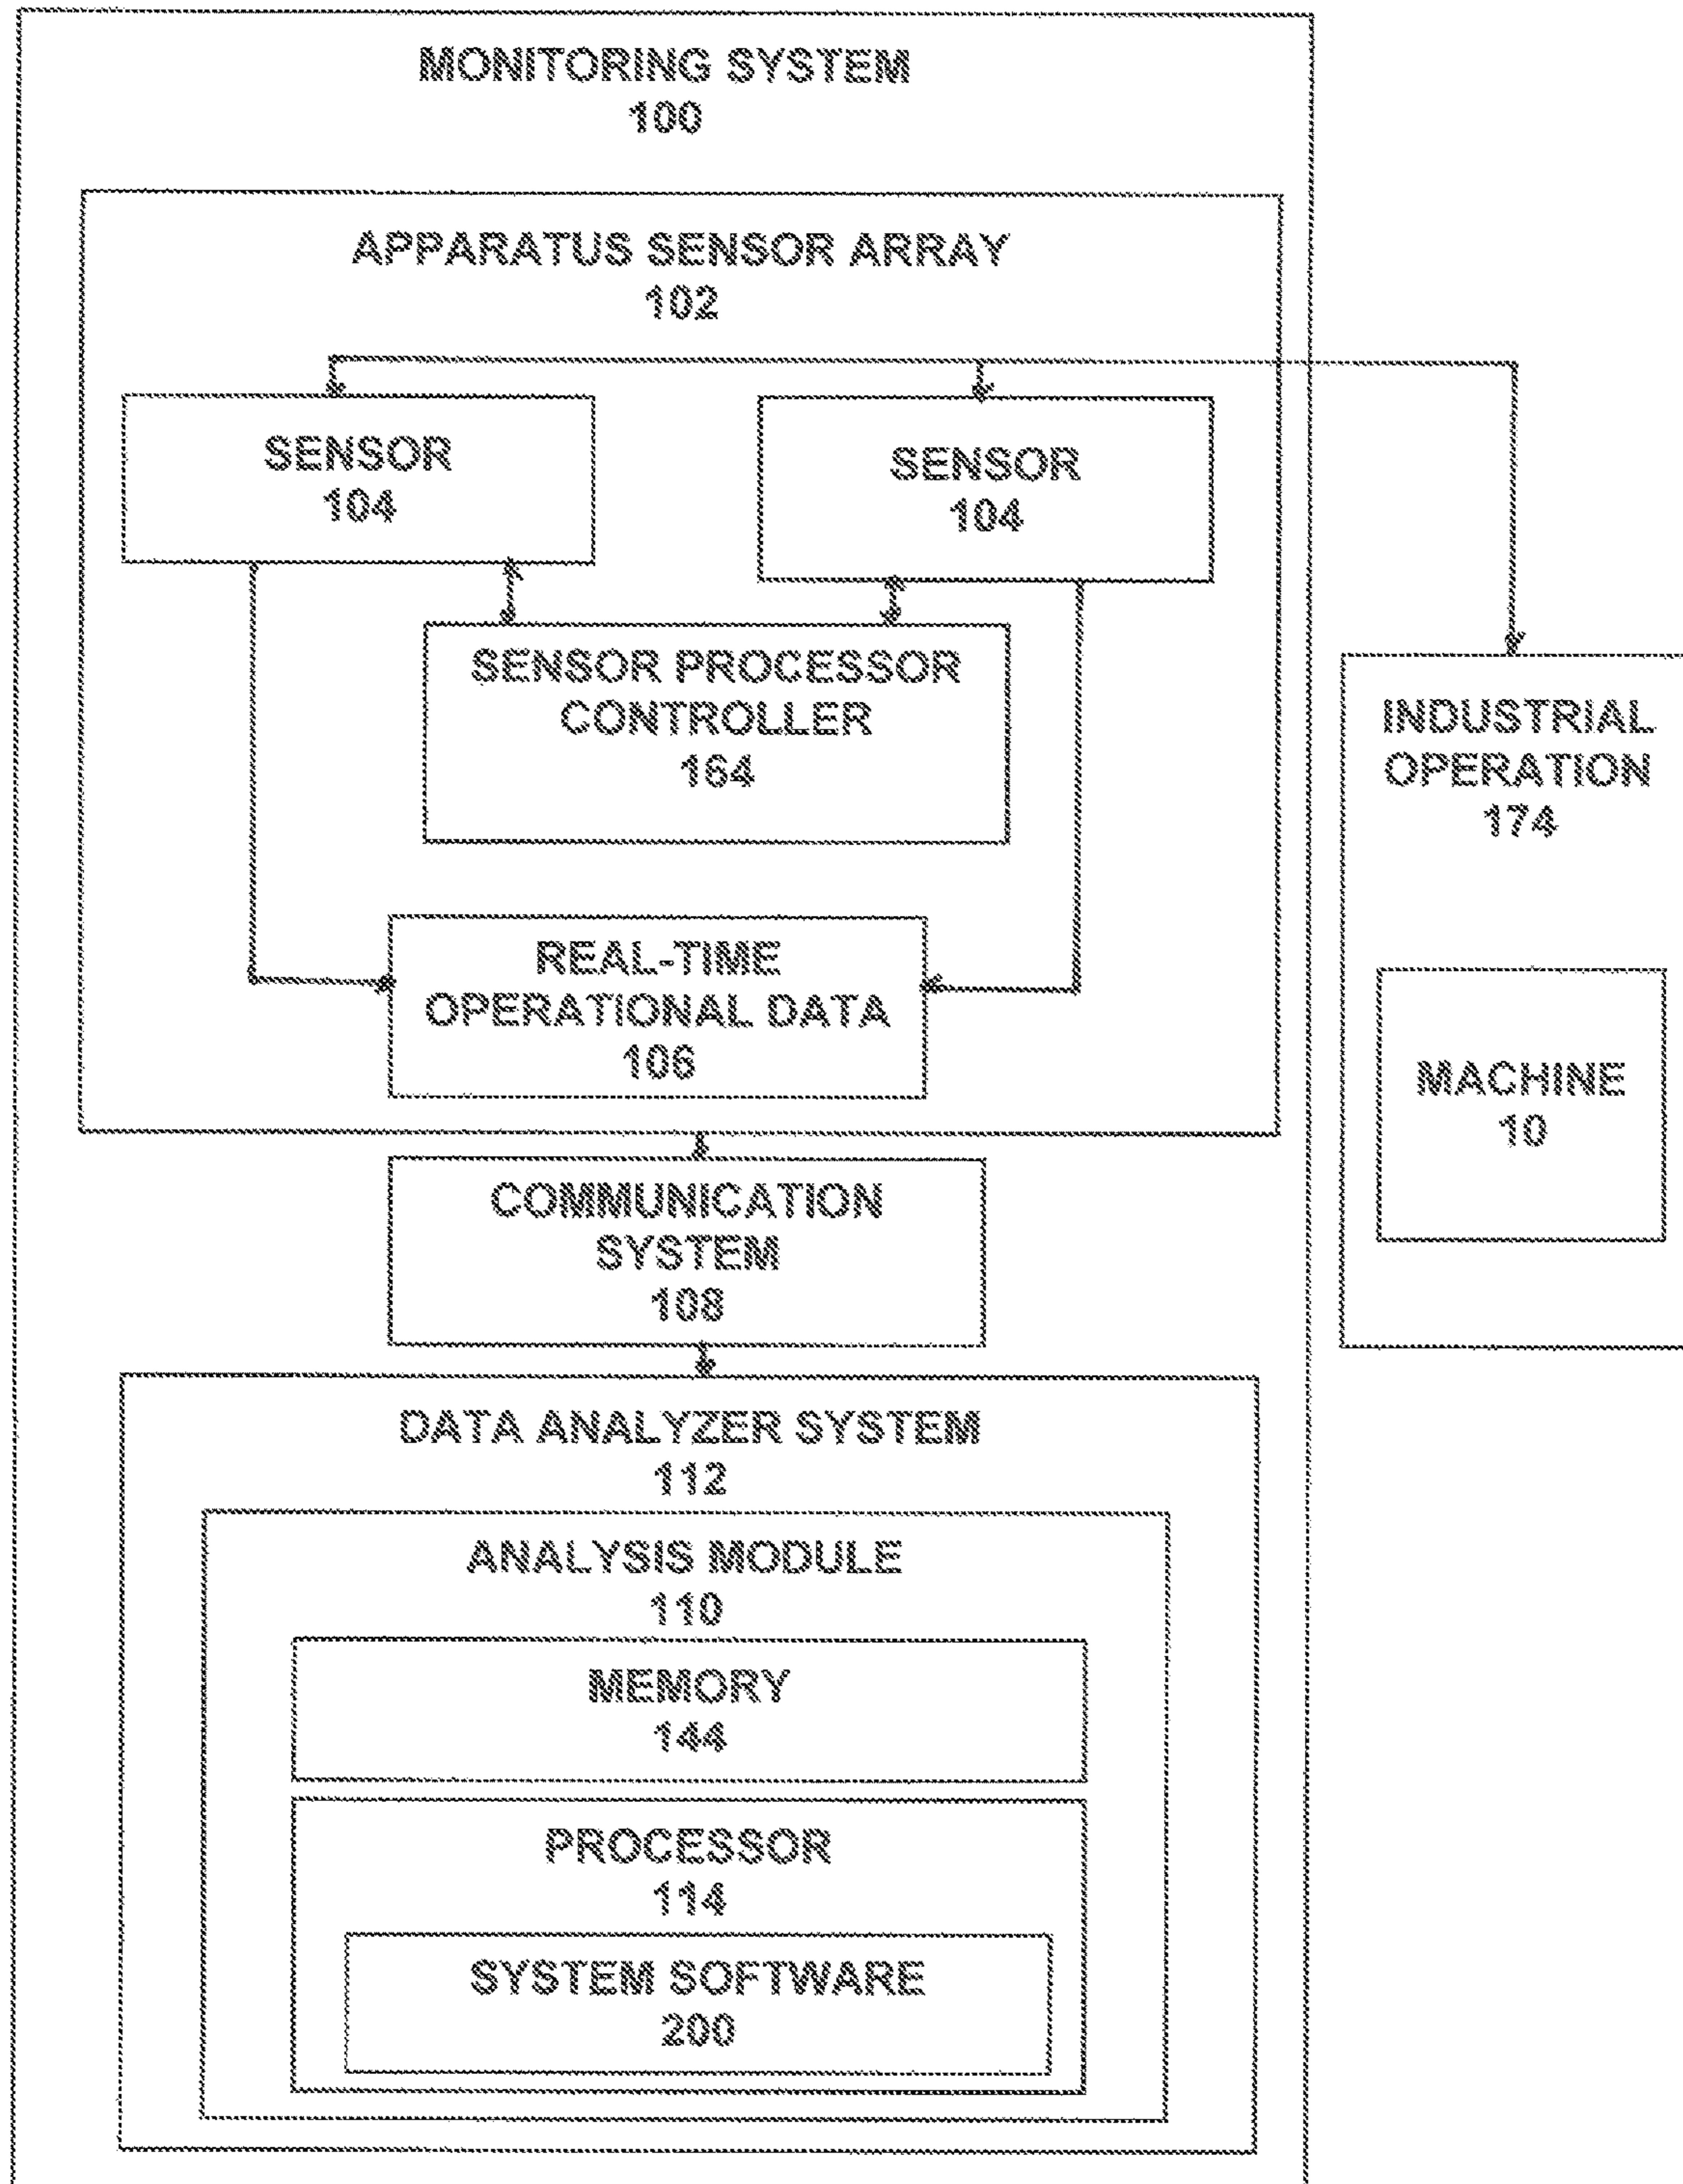 MONITORING SYSTEM
100
APPARATUS SENSOR ARRAY
102
SENSOR
104
SENSOR
104
SENSOR PROCESSOR
CONTROLLER
164
REAL-TIME
OPERATIONAL DATA
106
INDUSTRIAL
OPERATION
174
MACHINE
10
COMMUNICATION
SYSTEM
108
DATA ANALYZER SYSTEM
112
ANALYSIS MODULE
110
MEMORY
144
PROCESSOR
114
SYSTEM SOFTWARE
200